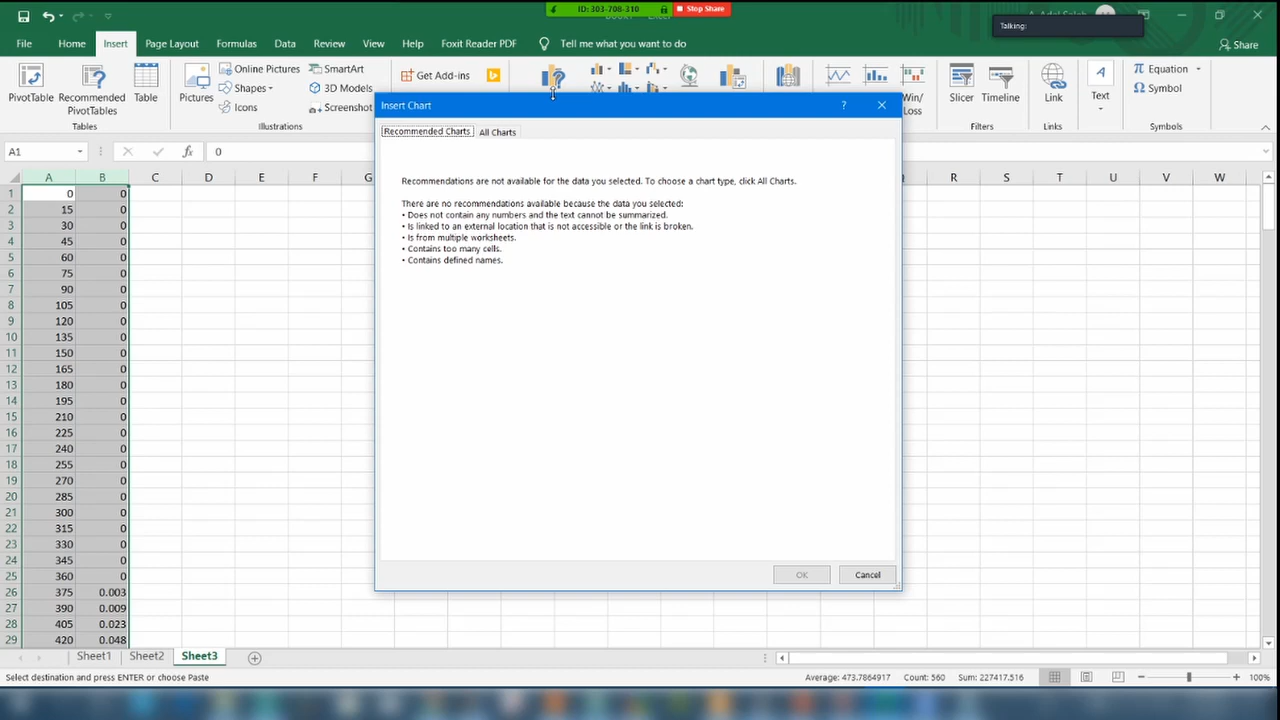 ID: 303-708-310
Stop Share
Talking:
File
Home
Insert
Page Layout
Formulas
Data
Review
View
Help
Foxit Reader PDF
Tell me what you want to do
Share
PivotTable
Recommended
PivotTables
Table
Tables
Pictures
Online Pictures
Shapes
Icons
SmartArt
3D Models
Screenshot
Illustrations
Get Add-ins
Win/
Loss
Slicer
Timeline
Filters
Link
Links
Text
Equation
Symbol
Symbols
A1
fx
0
Insert Chart
Recommended Charts
All Charts
Recommendations are not available for the data you selected. To choose a chart type, click All Charts.
There are no recommendations available because the data you selected:
• Does not contain any numbers and the text cannot be summarized.
• Is linked to an external location that is not accessible or the link is broken.
• Is from multiple worksheets.
• Contains too many cells.
• Contains defined names.
OK
Cancel
A B C D E F G R S T U V W
1 0 0
2 15 0
3 30 0
4 45 0
5 60 0
6 75 0
7 90 0
8 105 0
9 120 0
10 135 0
11 150 0
12 165 0
13 180 0
14 195 0
15 210 0
16 225 0
17 240 0
18 255 0
19 270 0
20 285 0
21 300 0
22 315 0
23 330 0
24 345 0
25 360 0
26 375 0.003
27 390 0.009
28 405 0.023
29 420 0.048
Sheet1
Sheet2
Sheet3
Select destination and press ENTER or choose Paste
Average: 473.7864917
Count: 560
Sum: 227417.516
100%